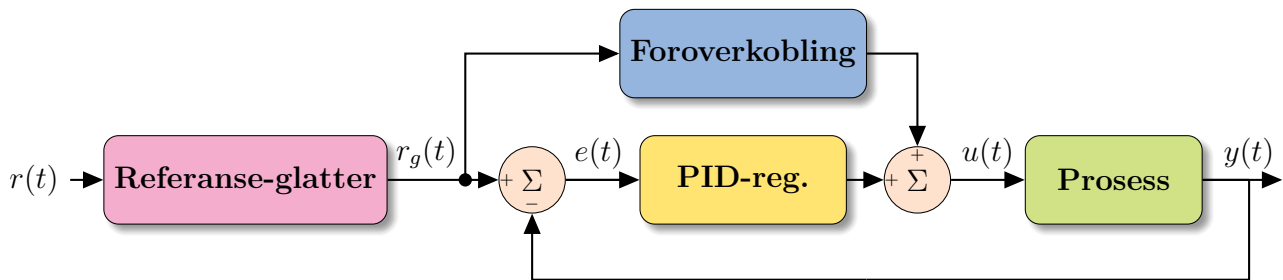 Foroverkobling
r(t)
Referanse-glatter
r_g(t)
+ Σ
−
e(t)
PID-reg.
+
+ Σ
u(t)
Prosess
y(t)